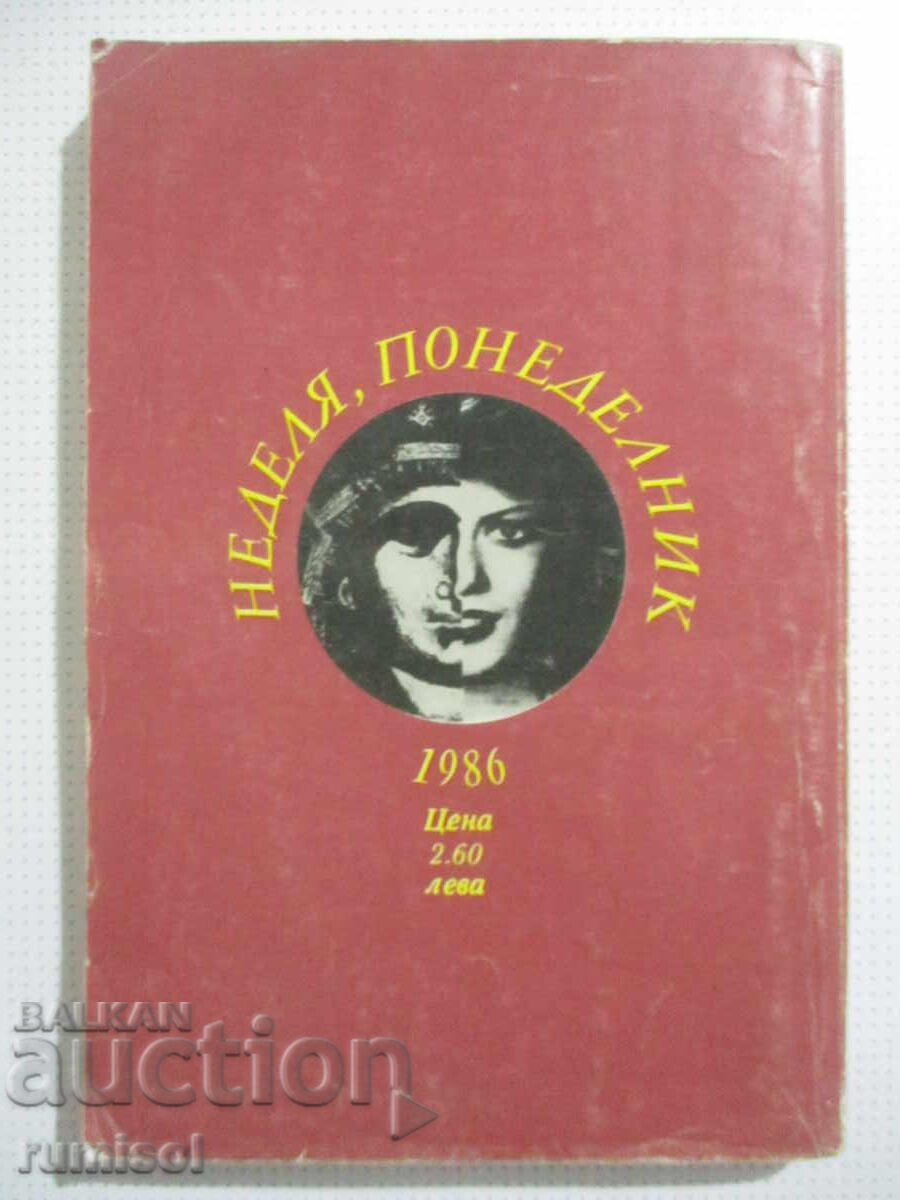 НЕДЕЛЯ, ПОНЕДЕЛНИК
1986
Цена
2.60
лева
BALKAN
auction
rumisol